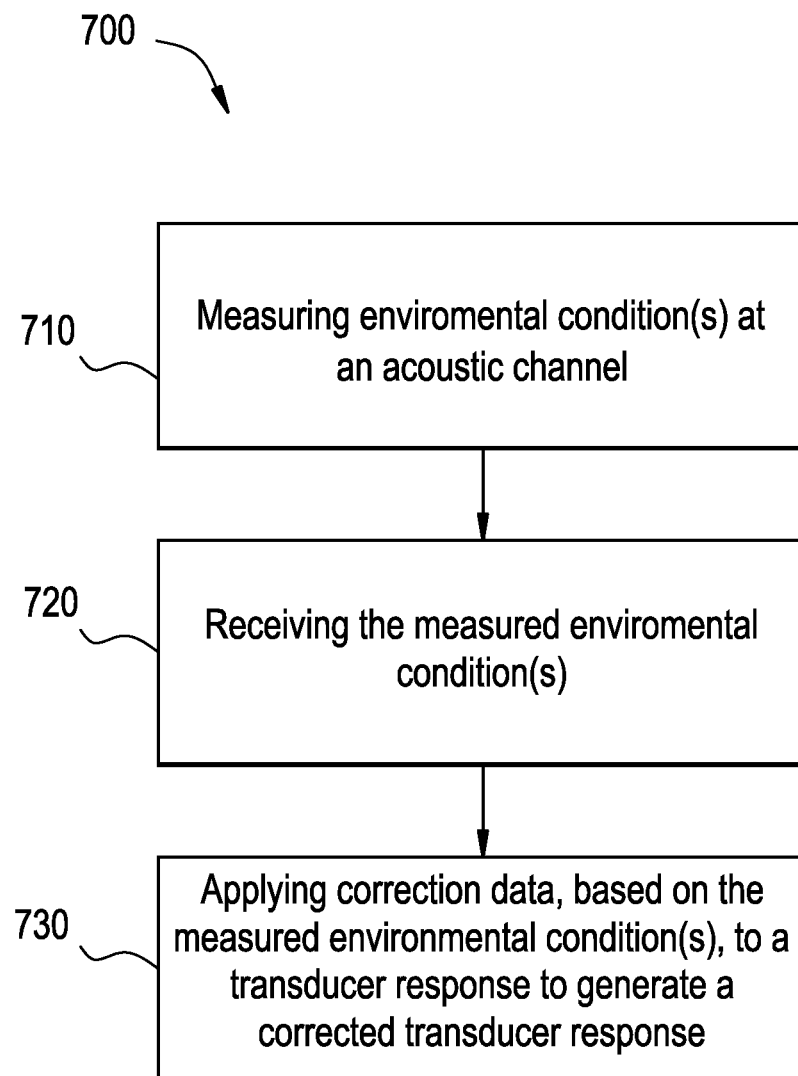 700
710
Measuring enviromental condition(s) at
an acoustic channel
720
Receiving the measured enviromental
condition(s)
730
Applying correction data, based on the
measured environmental condition(s), to a
transducer response to generate a
corrected transducer response